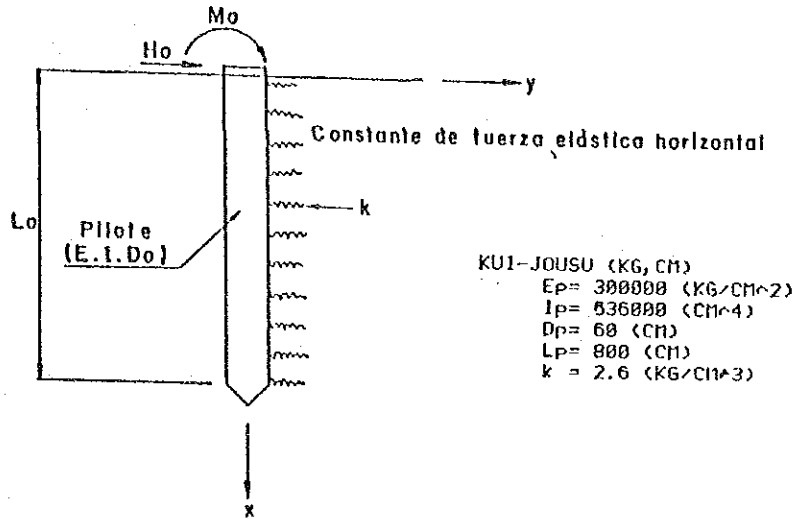 Mo
Ho
y
Constante de fuerza elástica horizontal
k
Lo
Pilote
(E.I.Do)
x
KUI-JOUSU (KG,CM)
Ep= 300000 (KG/CM^2)
Ip= 636000 (CM^4)
Dp= 60 (CM)
Lp= 800 (CM)
k = 2.6 (KG/CM^3)